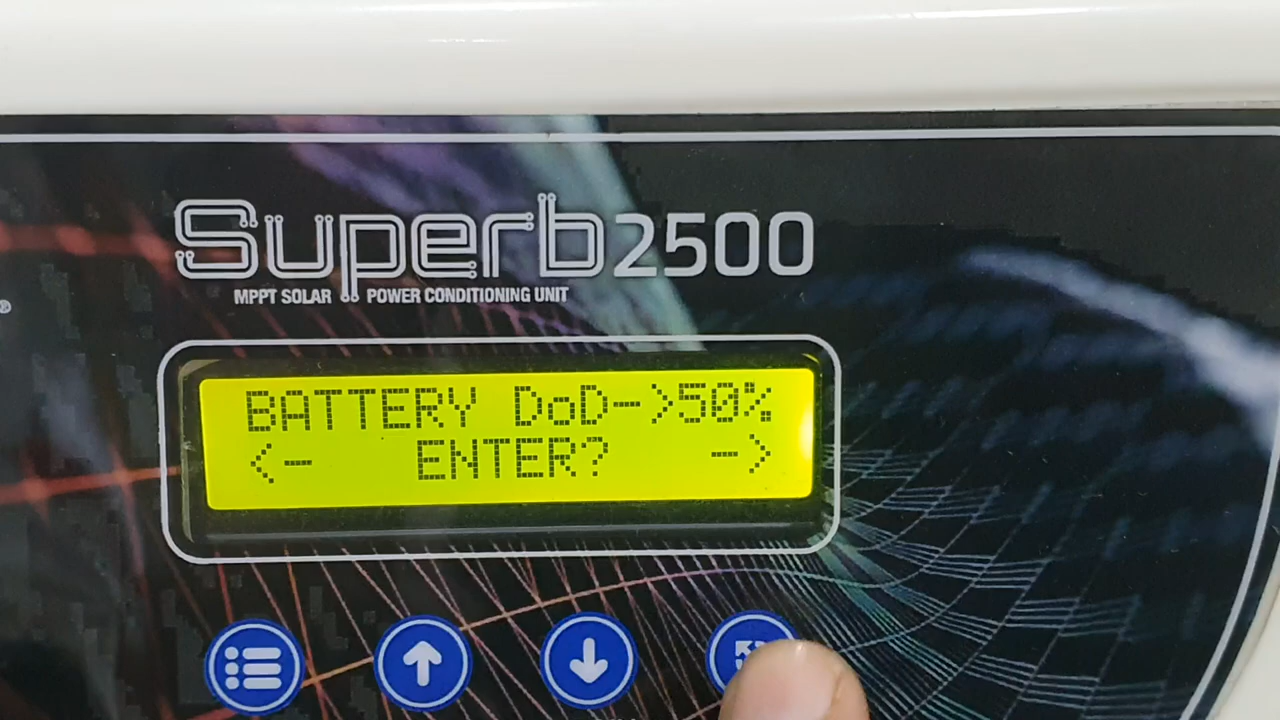 Superb2500
MPPT SOLAR POWER CONDITIONING UNIT
®
BATTERY DoD->50%
<- ENTER? ->